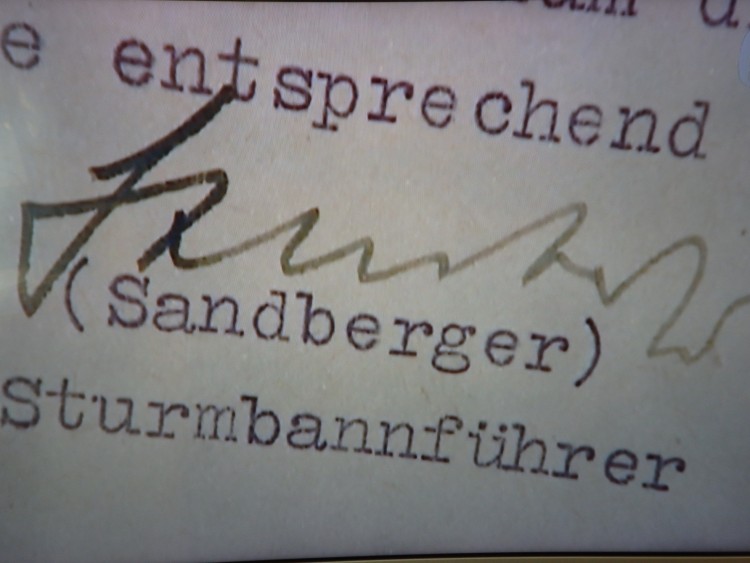 e entsprechend
(Sandberger)
Sturmbannführer